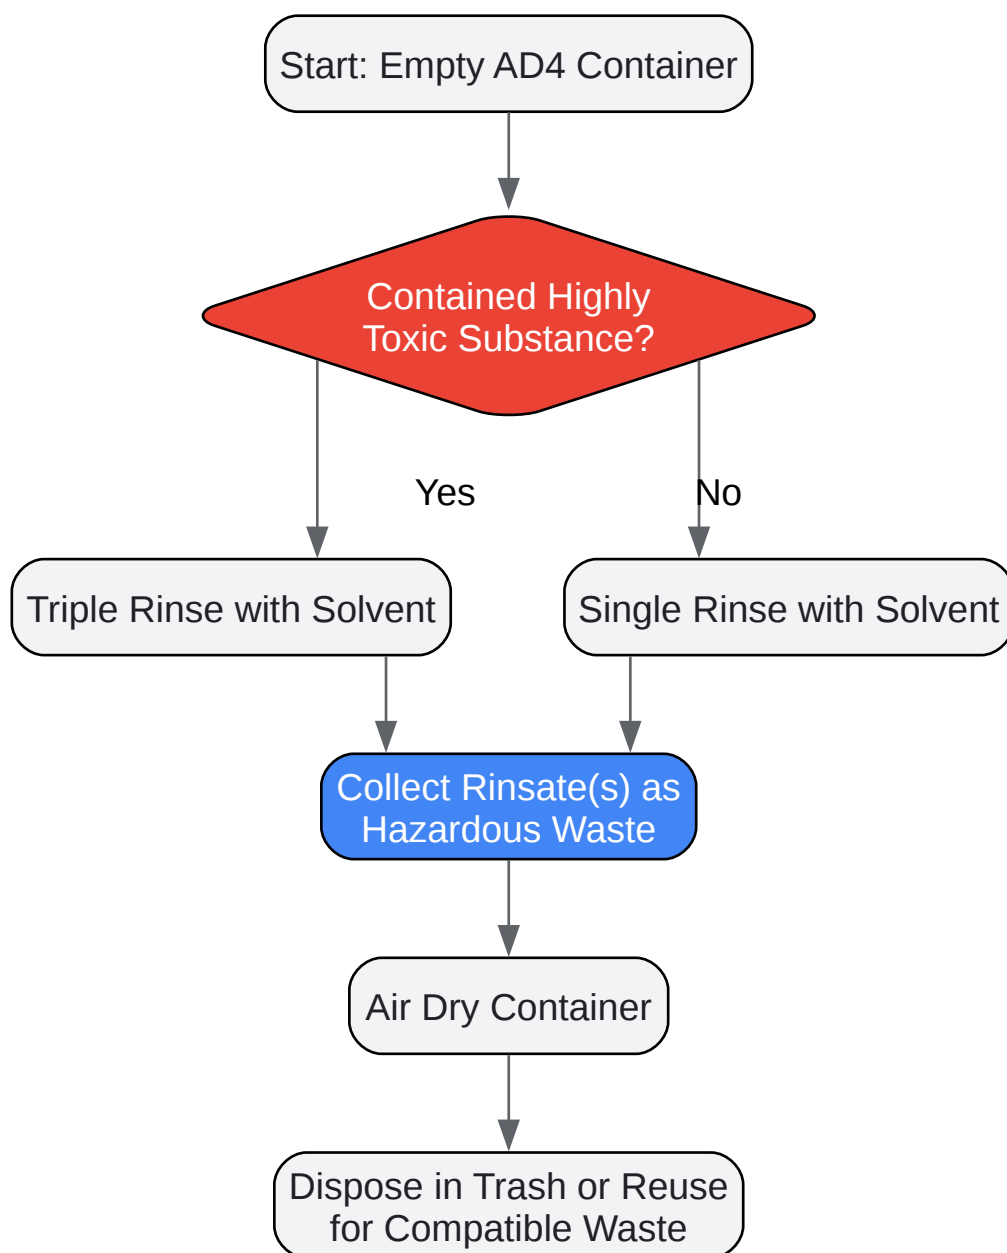 Start: Empty AD4 Container
Contained Highly
Toxic Substance?
Yes
No
Triple Rinse with Solvent
Single Rinse with Solvent
Collect Rinsate(s) as
Hazardous Waste
Air Dry Container
Dispose in Trash or Reuse
for Compatible Waste